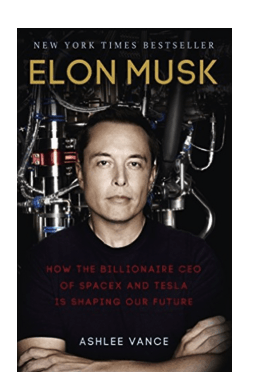 NEW YORK TIMES BESTSELLER
ELON MUSK
HOW THE BILLIONAIRE CEO
OF SPACEX AND TESLA
IS SHAPING OUR FUTURE
ASHLEE VANCE